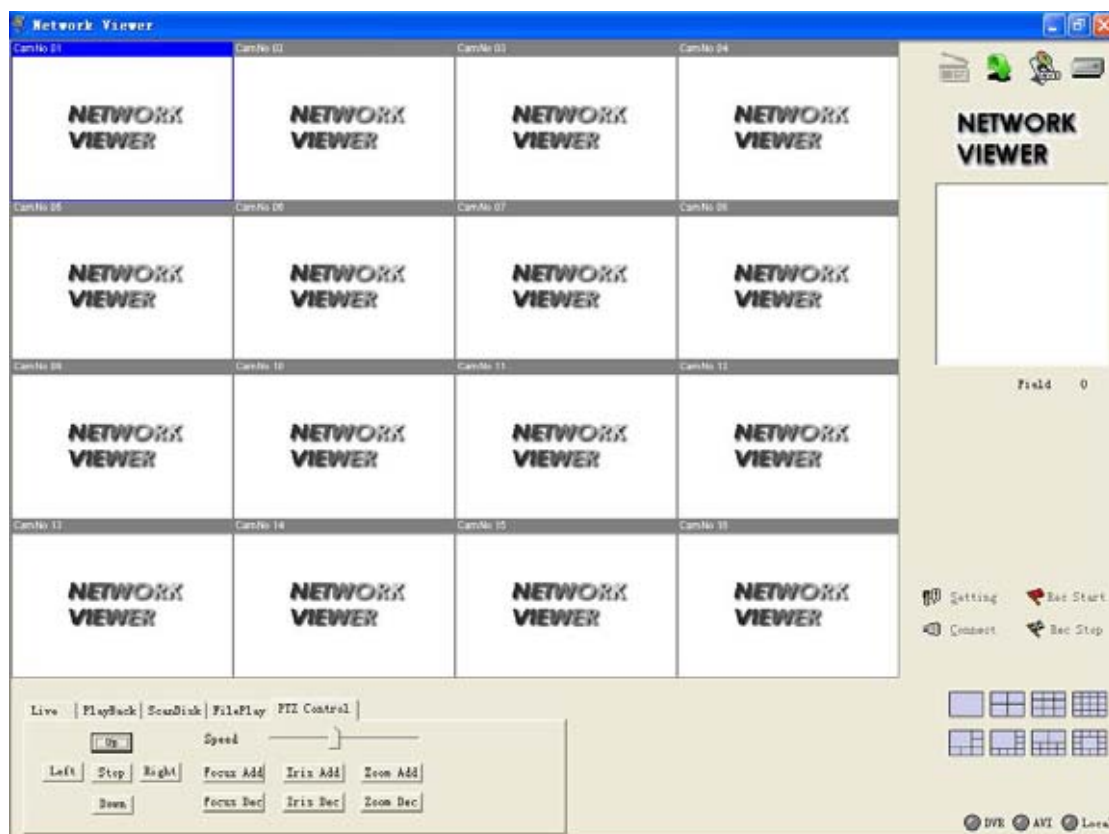 Network Viewer
CamNo 01 CamNo 02 CamNo 03 CamNo 04
NETWORK VIEWER
NETWORK VIEWER
NETWORK VIEWER
NETWORK VIEWER
NETWORK VIEWER
CamNo 05 CamNo 06 CamNo 07 CamNo 08
NETWORK VIEWER
NETWORK VIEWER
NETWORK VIEWER
NETWORK VIEWER
Field 0
CamNo 09 CamNo 10 CamNo 11 CamNo 12
NETWORK VIEWER
NETWORK VIEWER
NETWORK VIEWER
NETWORK VIEWER
CamNo 13 CamNo 14 CamNo 15 CamNo 16
NETWORK VIEWER
NETWORK VIEWER
NETWORK VIEWER
NETWORK VIEWER
Setting Rec Start
Connect Rec Stop
Live PlayBack ScanDisk FilePlay PTZ Control
Up Speed
Left Stop Right Focus Add Iris Add Zoom Add
Down Focus Dec Iris Dec Zoom Dec
DVR AVI Loca